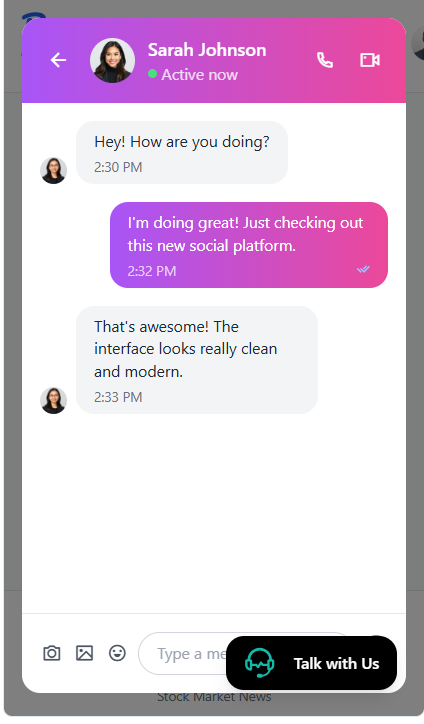 Sarah Johnson
Active now
Hey! How are you doing?
2:30 PM
I'm doing great! Just checking out
this new social platform.
2:32 PM
That's awesome! The
interface looks really clean
and modern.
2:33 PM
Type a me
Talk with Us
Stock Market News